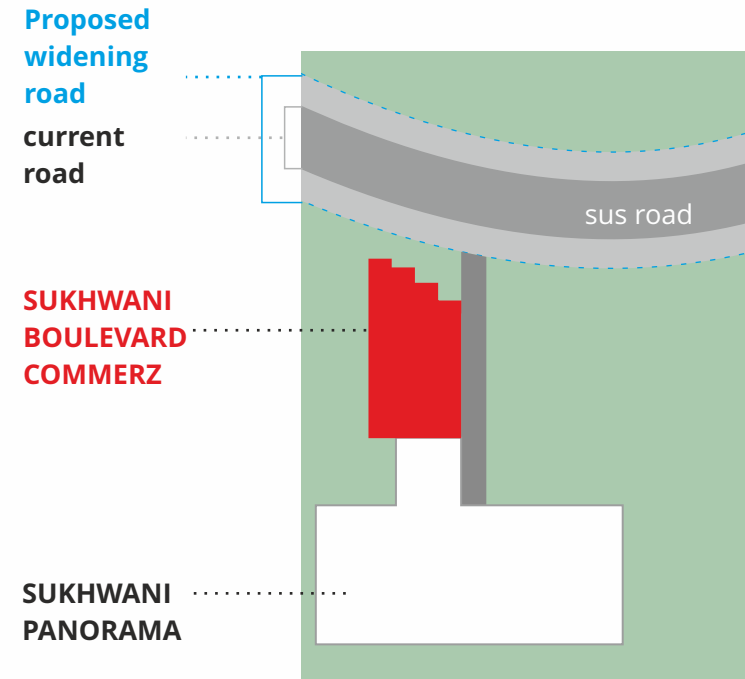 Proposed
widening
road
current
road
sus road
SUKHWANI
BOULEVARD
COMMERZ
SUKHWANI
PANORAMA